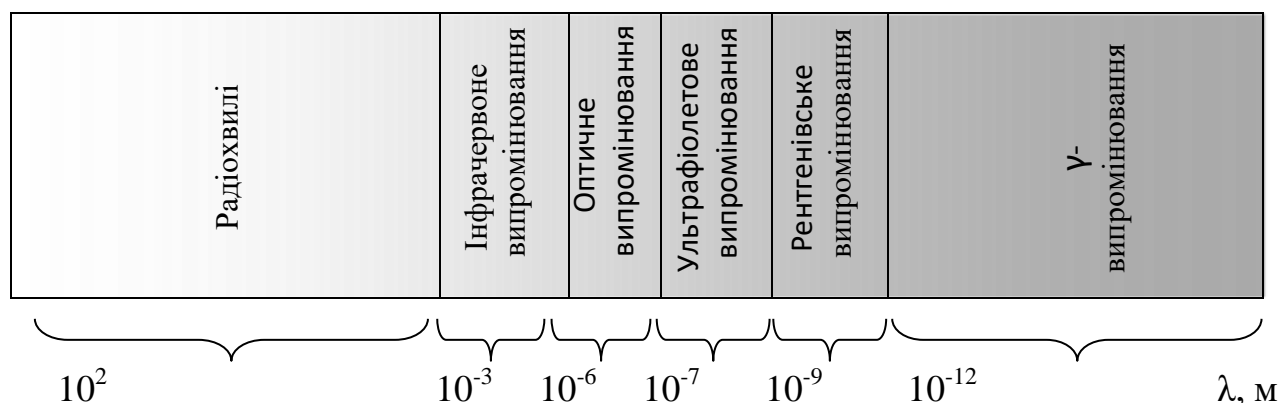 Радіохвилі
Інфрачервоне
випромінювання
Оптичне
випромінювання
Ультрафіолетове
випромінювання
Рентгенівське
випромінювання
γ-
випромінювання
10² 10⁻³ 10⁻⁶ 10⁻⁷ 10⁻⁹ 10⁻¹² λ, м